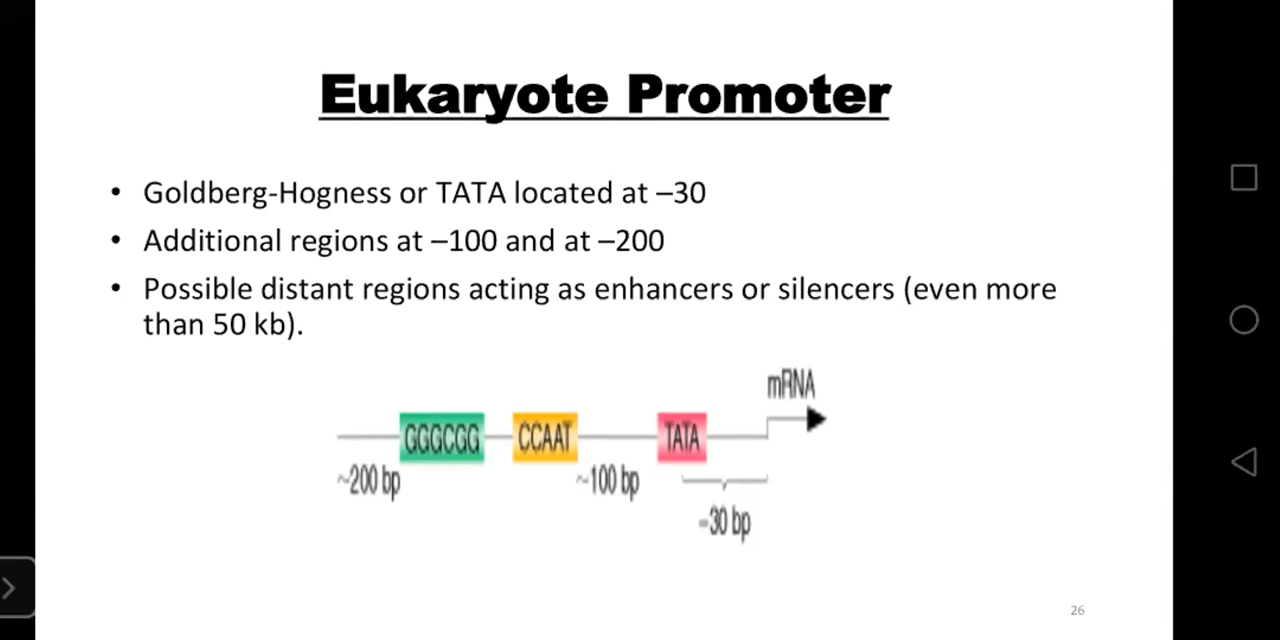 Eukaryote Promoter
• Goldberg-Hogness or TATA located at –30
• Additional regions at –100 and at –200
• Possible distant regions acting as enhancers or silencers (even more
than 50 kb).
mRNA
GGGCGG CCAAT TATA
~200 bp ~100 bp
~30 bp
26